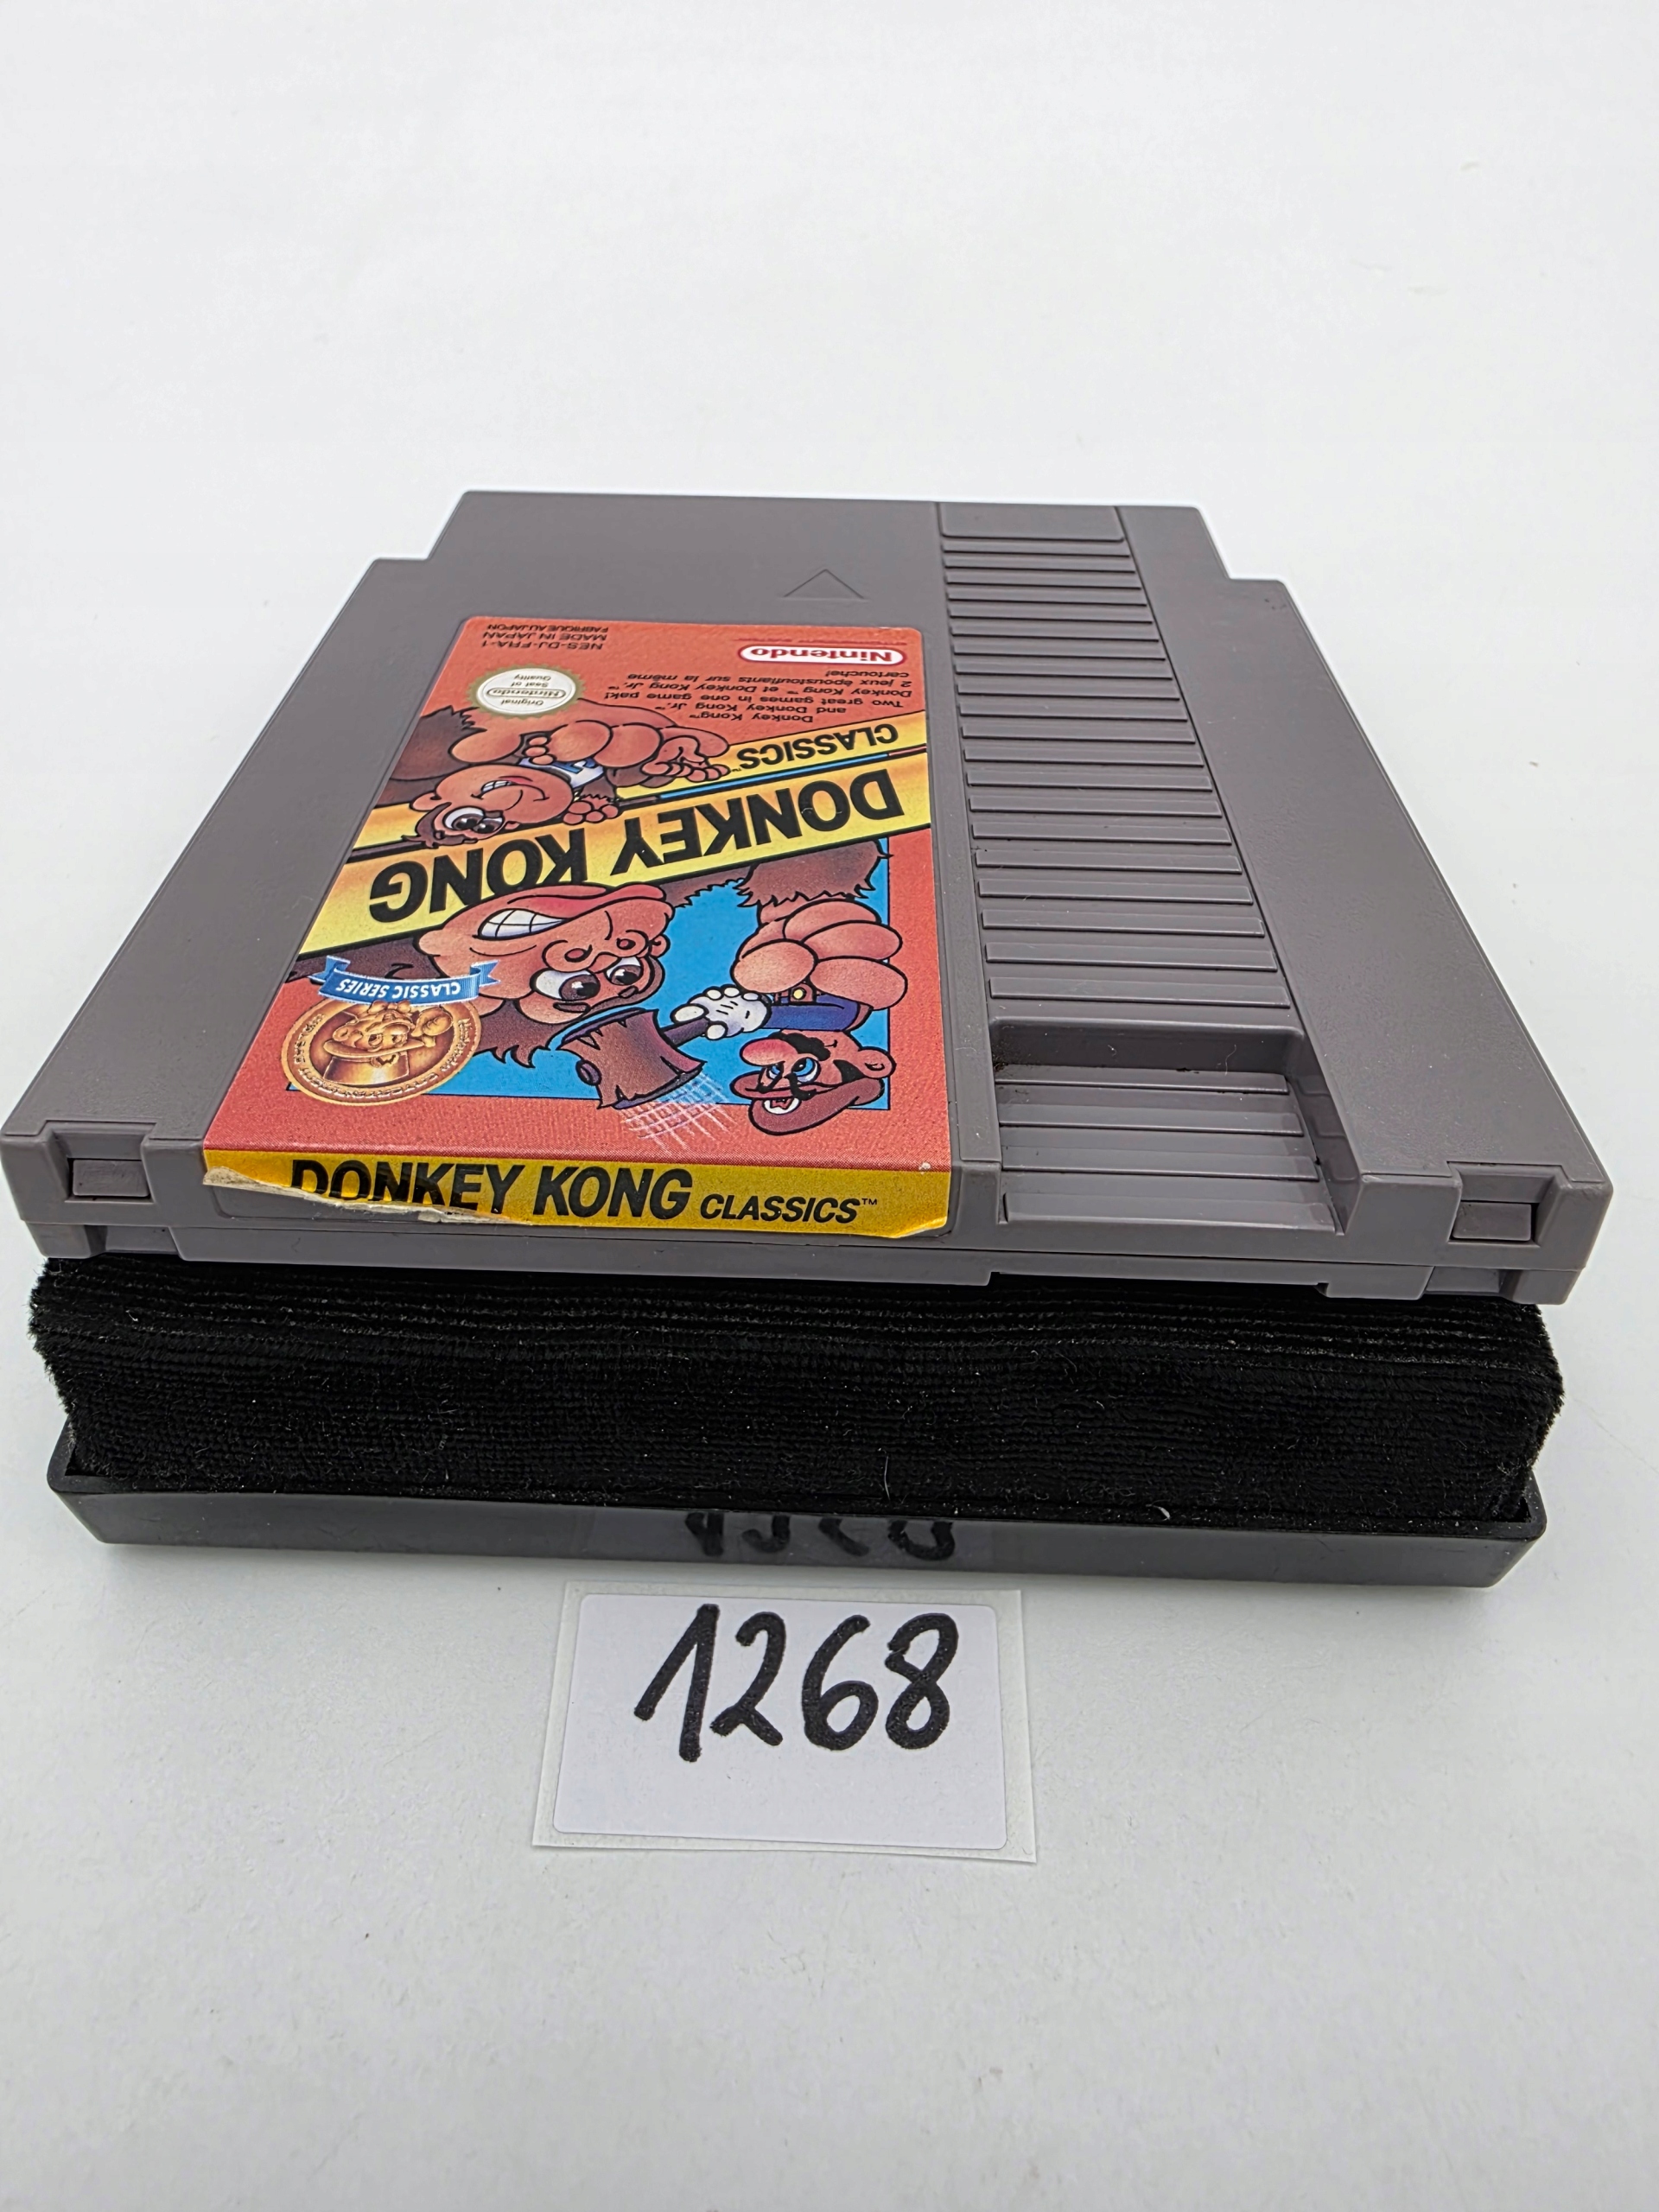 DONKEY KONG CLASSICS™
CLASSIC SERIES
DONKEY KONG
CLASSICS™
Donkey Kong™
and Donkey Kong Jr.™
Two great games in one game pak!
Donkey Kong™ et Donkey Kong Jr.™
2 jeux époustouflants sur la même
cartouche!
Nintendo
Original
Nintendo
Seal of
Quality
NES-DJ-FRA-1
MADE IN JAPAN
FABRIQUE AU JAPON
1268